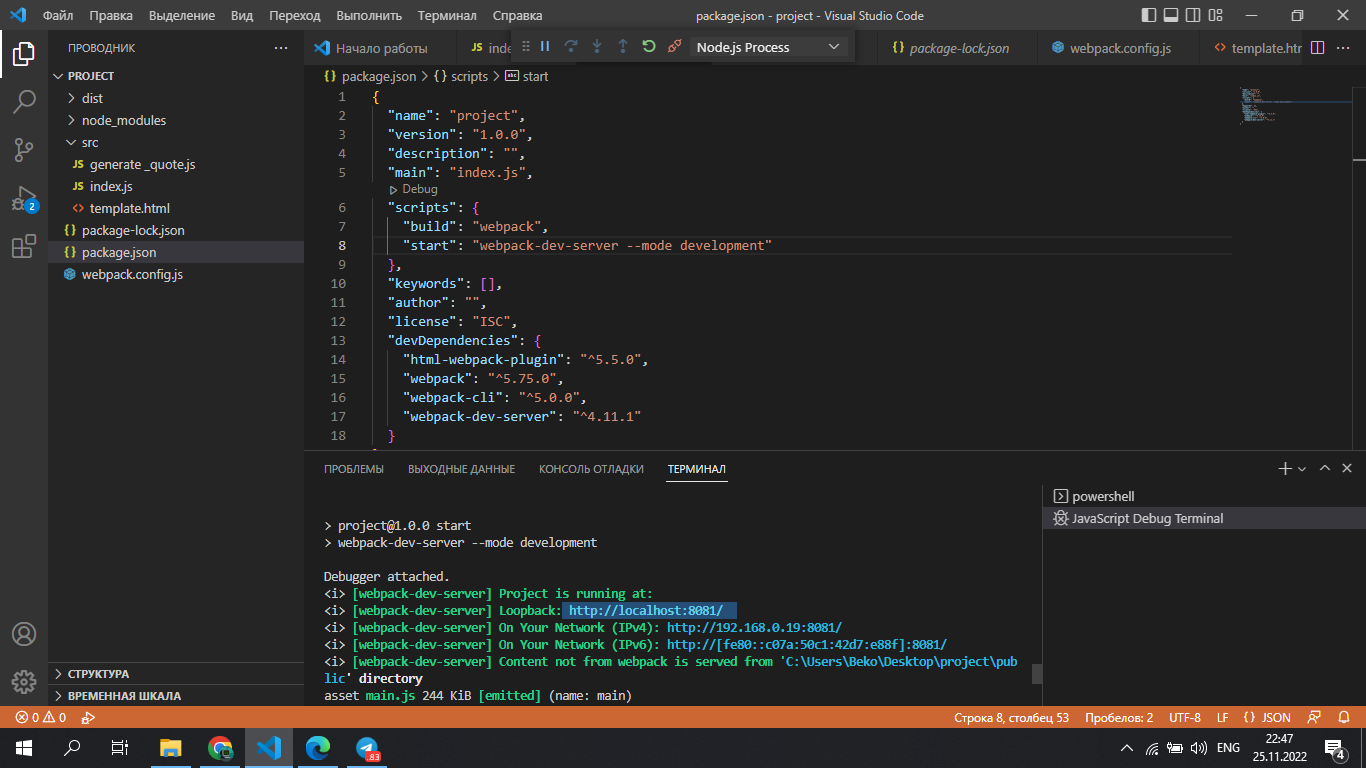 Файл Правка Выделение Вид Переход Выполнить Терминал Справка
package.json - project - Visual Studio Code
ПРОВОДНИК
PROJECT
dist
node_modules
src
JS generate _quote.js
JS index.js
<> template.html
{} package-lock.json
{} package.json
webpack.config.js
СТРУКТУРА
ВРЕМЕННАЯ ШКАЛА
2
Начало работы
JS inde
Node.js Process
{} package-lock.json
webpack.config.js
<> template.htm
{} package.json > {} scripts > abc start
1 {
2 "name": "project",
3 "version": "1.0.0",
4 "description": "",
5 "main": "index.js",
Debug
6 "scripts": {
7 "build": "webpack",
8 "start": "webpack-dev-server --mode development"
9 },
10 "keywords": [],
11 "author": "",
12 "license": "ISC",
13 "devDependencies": {
14 "html-webpack-plugin": "^5.5.0",
15 "webpack": "^5.75.0",
16 "webpack-cli": "^5.0.0",
17 "webpack-dev-server": "^4.11.1"
18 }
ПРОБЛЕМЫ ВЫХОДНЫЕ ДАННЫЕ КОНСОЛЬ ОТЛАДКИ ТЕРМИНАЛ
> project@1.0.0 start
> webpack-dev-server --mode development
Debugger attached.
<i> [webpack-dev-server] Project is running at:
<i> [webpack-dev-server] Loopback: http://localhost:8081/
<i> [webpack-dev-server] On Your Network (IPv4): http://192.168.0.19:8081/
<i> [webpack-dev-server] On Your Network (IPv6): http://[fe80::c07a:50c1:42d7:e88f]:8081/
<i> [webpack-dev-server] Content not from webpack is served from 'C:\Users\Beko\Desktop\project\pub
lic' directory
asset main.js 244 KiB [emitted] (name: main)
powershell
JavaScript Debug Terminal
0 0
Строка 8, столбец 53 Пробелов: 2 UTF-8 LF {} JSON
83
ENG
22:47
25.11.2022
4